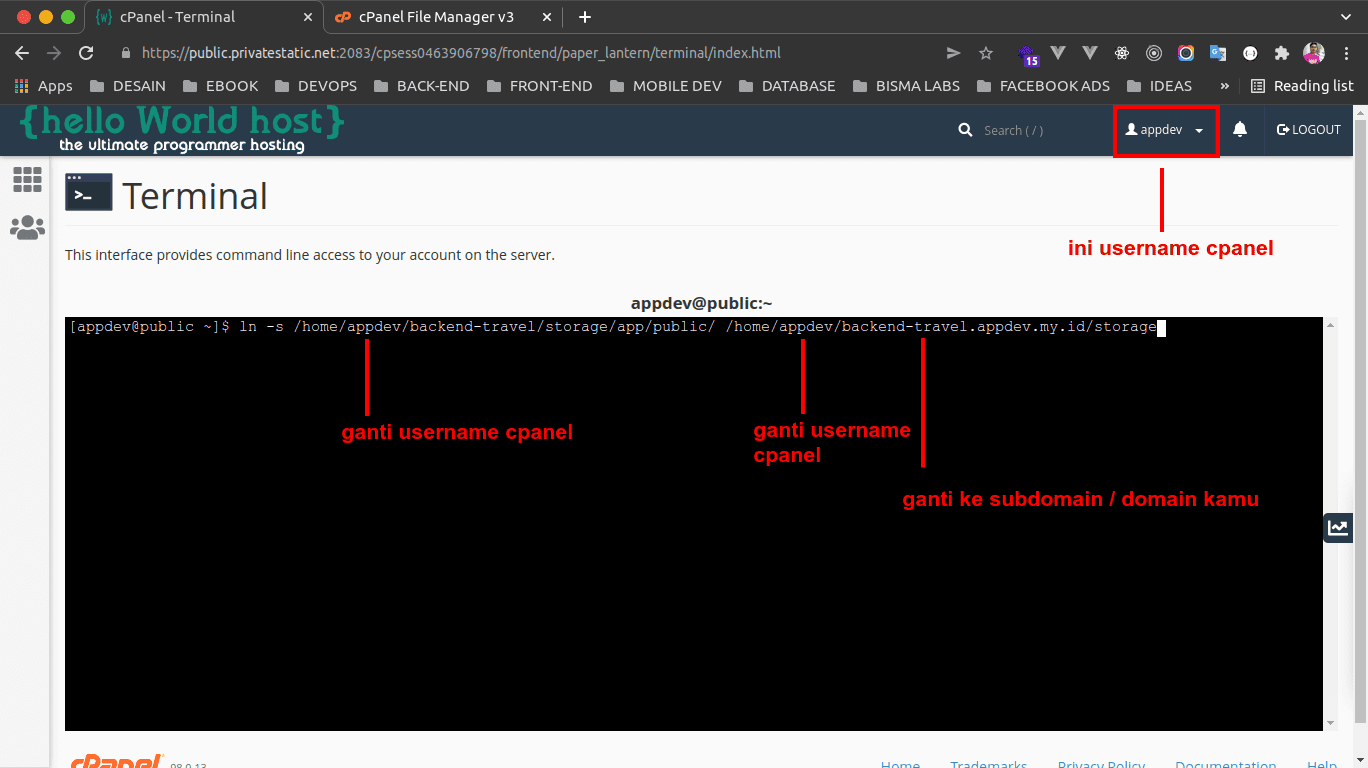 cPanel - Terminal
cPanel File Manager v3
https://public.privatestatic.net:2083/cpsess0463906798/frontend/paper_lantern/terminal/index.html
15
Apps DESAIN EBOOK DEVOPS BACK-END FRONT-END MOBILE DEV DATABASE BISMA LABS FACEBOOK ADS IDEAS » Reading list
{hello World host}
the ultimate programmer hosting
Search ( / )
appdev
LOGOUT
Terminal
ini username cpanel
This interface provides command line access to your account on the server.
appdev@public:~
[appdev@public ~]$ ln -s /home/appdev/backend-travel/storage/app/public/ /home/appdev/backend-travel.appdev.my.id/storage
ganti username cpanel
ganti username
cpanel
ganti ke subdomain / domain kamu
cPanel 98.0.13
Home Trademarks Privacy Policy Documentation Help